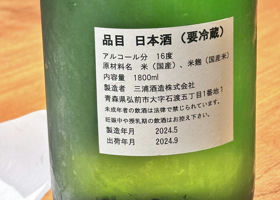 品目 日本酒 (要冷蔵)
アルコール分 16度
原材料名 米(国産)、米麹(国産米)
内容量 1800ml
製造者 三浦酒造株式会社
青森県弘前市大字石渡五丁目1番地1
未成年者の飲酒は法律で禁じられています。
妊娠中や授乳期の飲酒はお控え下さい。
製造年月 2024.5
出荷年月 2024.9